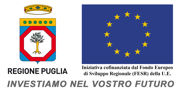 REGIONE PUGLIA
Iniziativa cofinanziata dal Fondo Europeo
di Sviluppo Regionale (FESR) della U.E.
INVESTIAMO NEL VOSTRO FUTURO